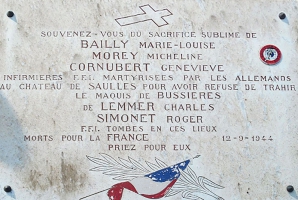 SOUVENEZ-VOUS DU SACRIFICE SUBLIME DE
BAILLY MARIE-LOUISE
MOREY MICHELINE
CORNUBERT GENEVIEVE
INFIRMIERES F.F.I. MARTYRISEES PAR LES ALLEMANDS
AU CHATEAU DE SAULLES POUR AVOIR REFUSE DE TRAHIR
LE MAQUIS DE BUSSIERES
DE LEMMER CHARLES
SIMONET ROGER
F.F.I. TOMBES EN CES LIEUX
MORTS POUR LA FRANCE 12-9-1944
PRIEZ POUR EUX